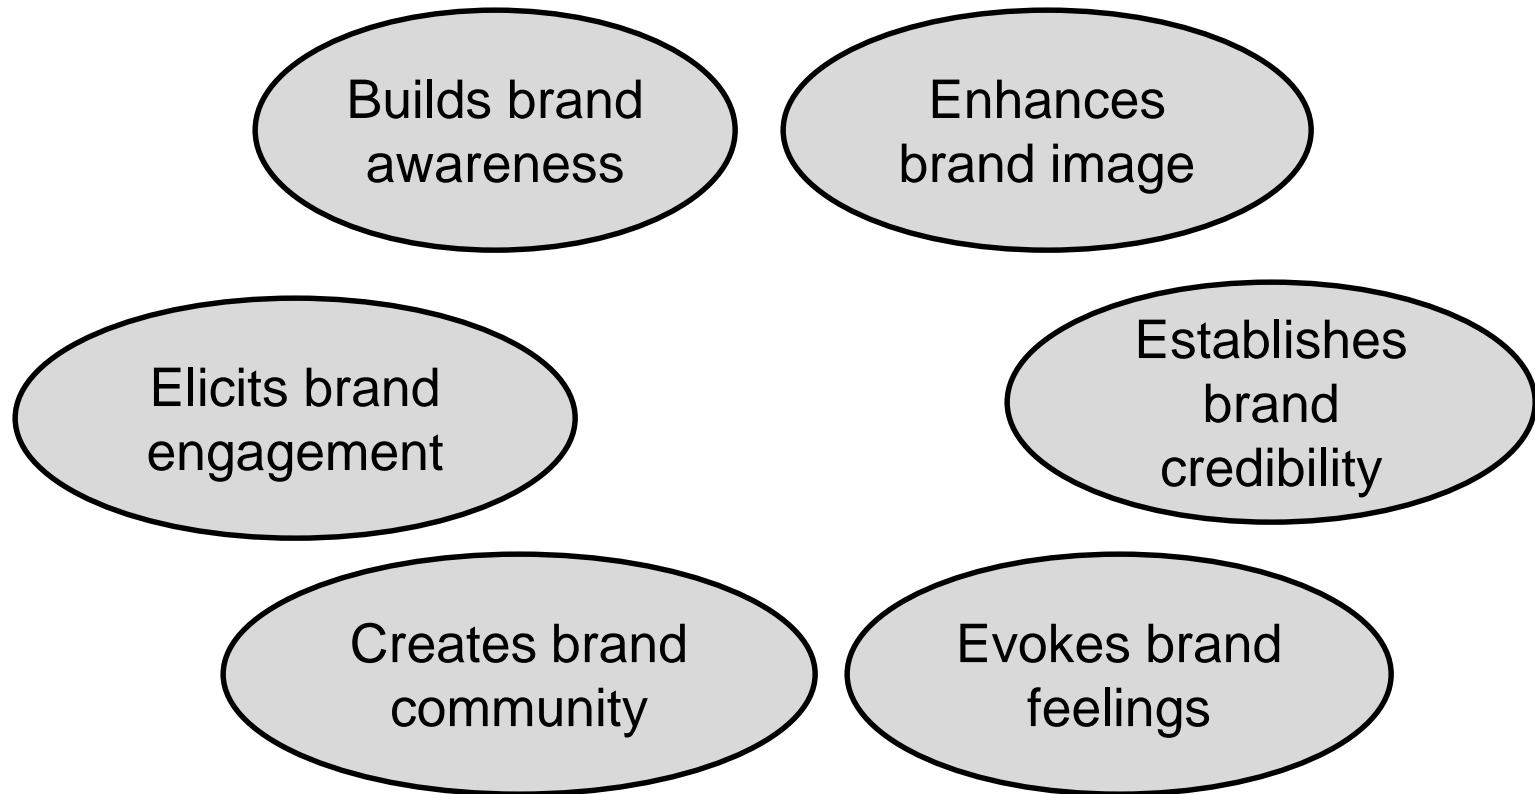 Builds brand
awareness
Enhances
brand image
Elicits brand
engagement
Establishes
brand
credibility
Creates brand
community
Evokes brand
feelings